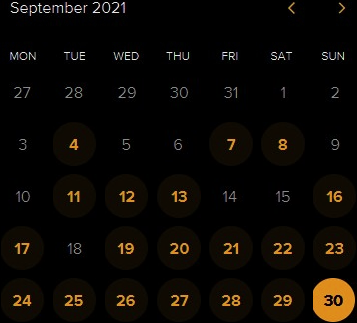 September 2021 < >
MON TUE WED THU FRI SAT SUN
27 28 29 30 31 1 2
3 4 5 6 7 8 9
10 11 12 13 14 15 16
17 18 19 20 21 22 23
24 25 26 27 28 29 30